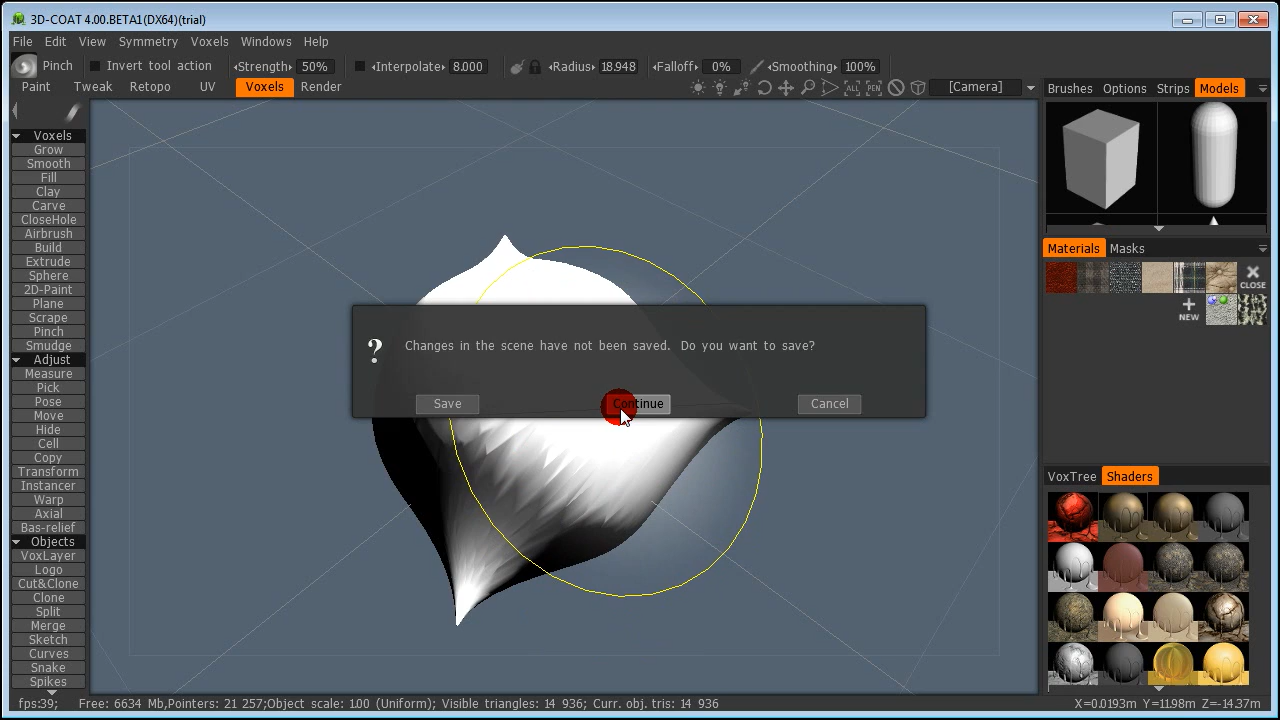 3D-COAT 4.00.BETA1(DX64)(trial)
File Edit View Symmetry Voxels Windows Help
Pinch Invert tool action Strength 50% Interpolate 8.000 Radius 18.948 Falloff 0% Smoothing 100%
Paint Tweak Retopo UV Voxels Render ALL PEN [Camera]
Brushes Options Strips Models
Voxels
Grow
Smooth
Fill
Clay
Carve
CloseHole
Airbrush
Build
Extrude
Sphere
2D-Paint
Plane
Scrape
Pinch
Smudge
Adjust
Measure
Pick
Pose
Move
Hide
Cell
Copy
Transform
Instancer
Warp
Axial
Bas-relief
Objects
VoxLayer
Logo
Cut&Clone
Clone
Split
Merge
Sketch
Curves
Snake
Spikes
? Changes in the scene have not been saved. Do you want to save?
Save Continue Cancel
Materials Masks
CLOSE
NEW
VoxTree Shaders
fps:39; Free: 6634 Mb,Pointers: 21 257;Object scale: 100 (Uniform); Visible triangles: 14 936; Curr. obj. tris: 14 936 X=0.0193m Y=11.98m Z=-14.37m